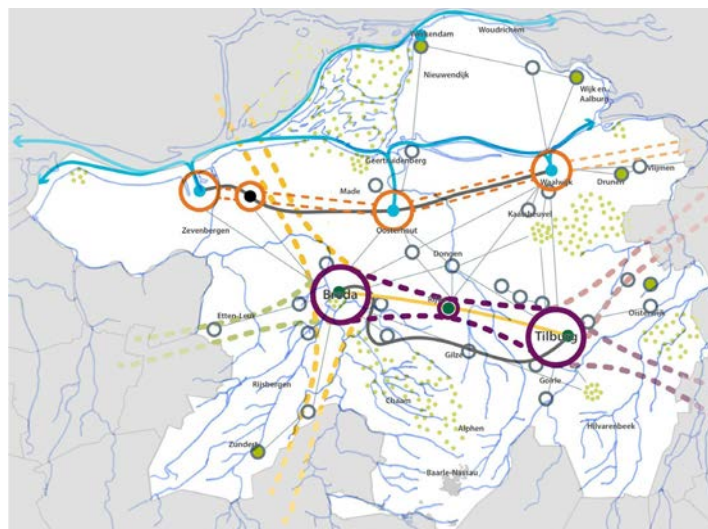 Woudrichem
Werkendam
Nieuwendijk
Wijk en
Aalburg
Geertruidenberg
Made
Waalwijk
Drunen
Vlijmen
Zevenbergen
Oosterhout
Kaatsheuvel
Dongen
Breda
Oisterwijk
Etten-Leur
Tilburg
Gilze
Goirle
Rijsbergen
Chaam
Alphen
Hilvarenbeek
Zundert
Baarle-Nassau